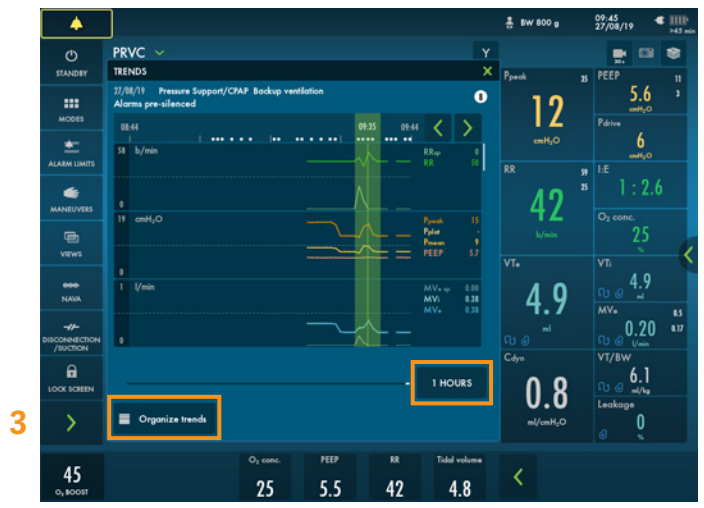 BW 800 g
09:45
27/08/19
>45 min
PRVC
Y
20 s
STANDBY
MODES
ALARM LIMITS
MANEUVERS
VIEWS
NAVA
DISCONNECTION
/SUCTION
LOCK SCREEN
3
TRENDS
27/08/19 Pressure Support/CPAP Backup ventilation
Alarms pre-silenced
8
08:44 09:35 09:44
58 b/min
RRsp 0
RR 50
0
19 cmH₂O
Ppeak 15
Pplat -
Pmean 9
PEEP 5.7
0
1 l/min
MVe sp 0.00
MVi 0.28
MVe 0.28
0
1 HOURS
Organize trends
Ppeak 35
12
cmH₂O
PEEP 11
5.6 3
cmH₂O
Pdrive
6
cmH₂O
RR 59
25
42
b/min
I:E
1 : 2.6
O₂ conc.
25
%
VTe
4.9
ml
VTi
4.9
ml
MVe 0.5
0.20 0.17
l/min
Cdyn
0.8
ml/cmH₂O
VT/BW
6.1
ml/kg
Leakage
0
%
45
O₂ BOOST
O₂ conc.
25
PEEP
5.5
RR
42
Tidal volume
4.8